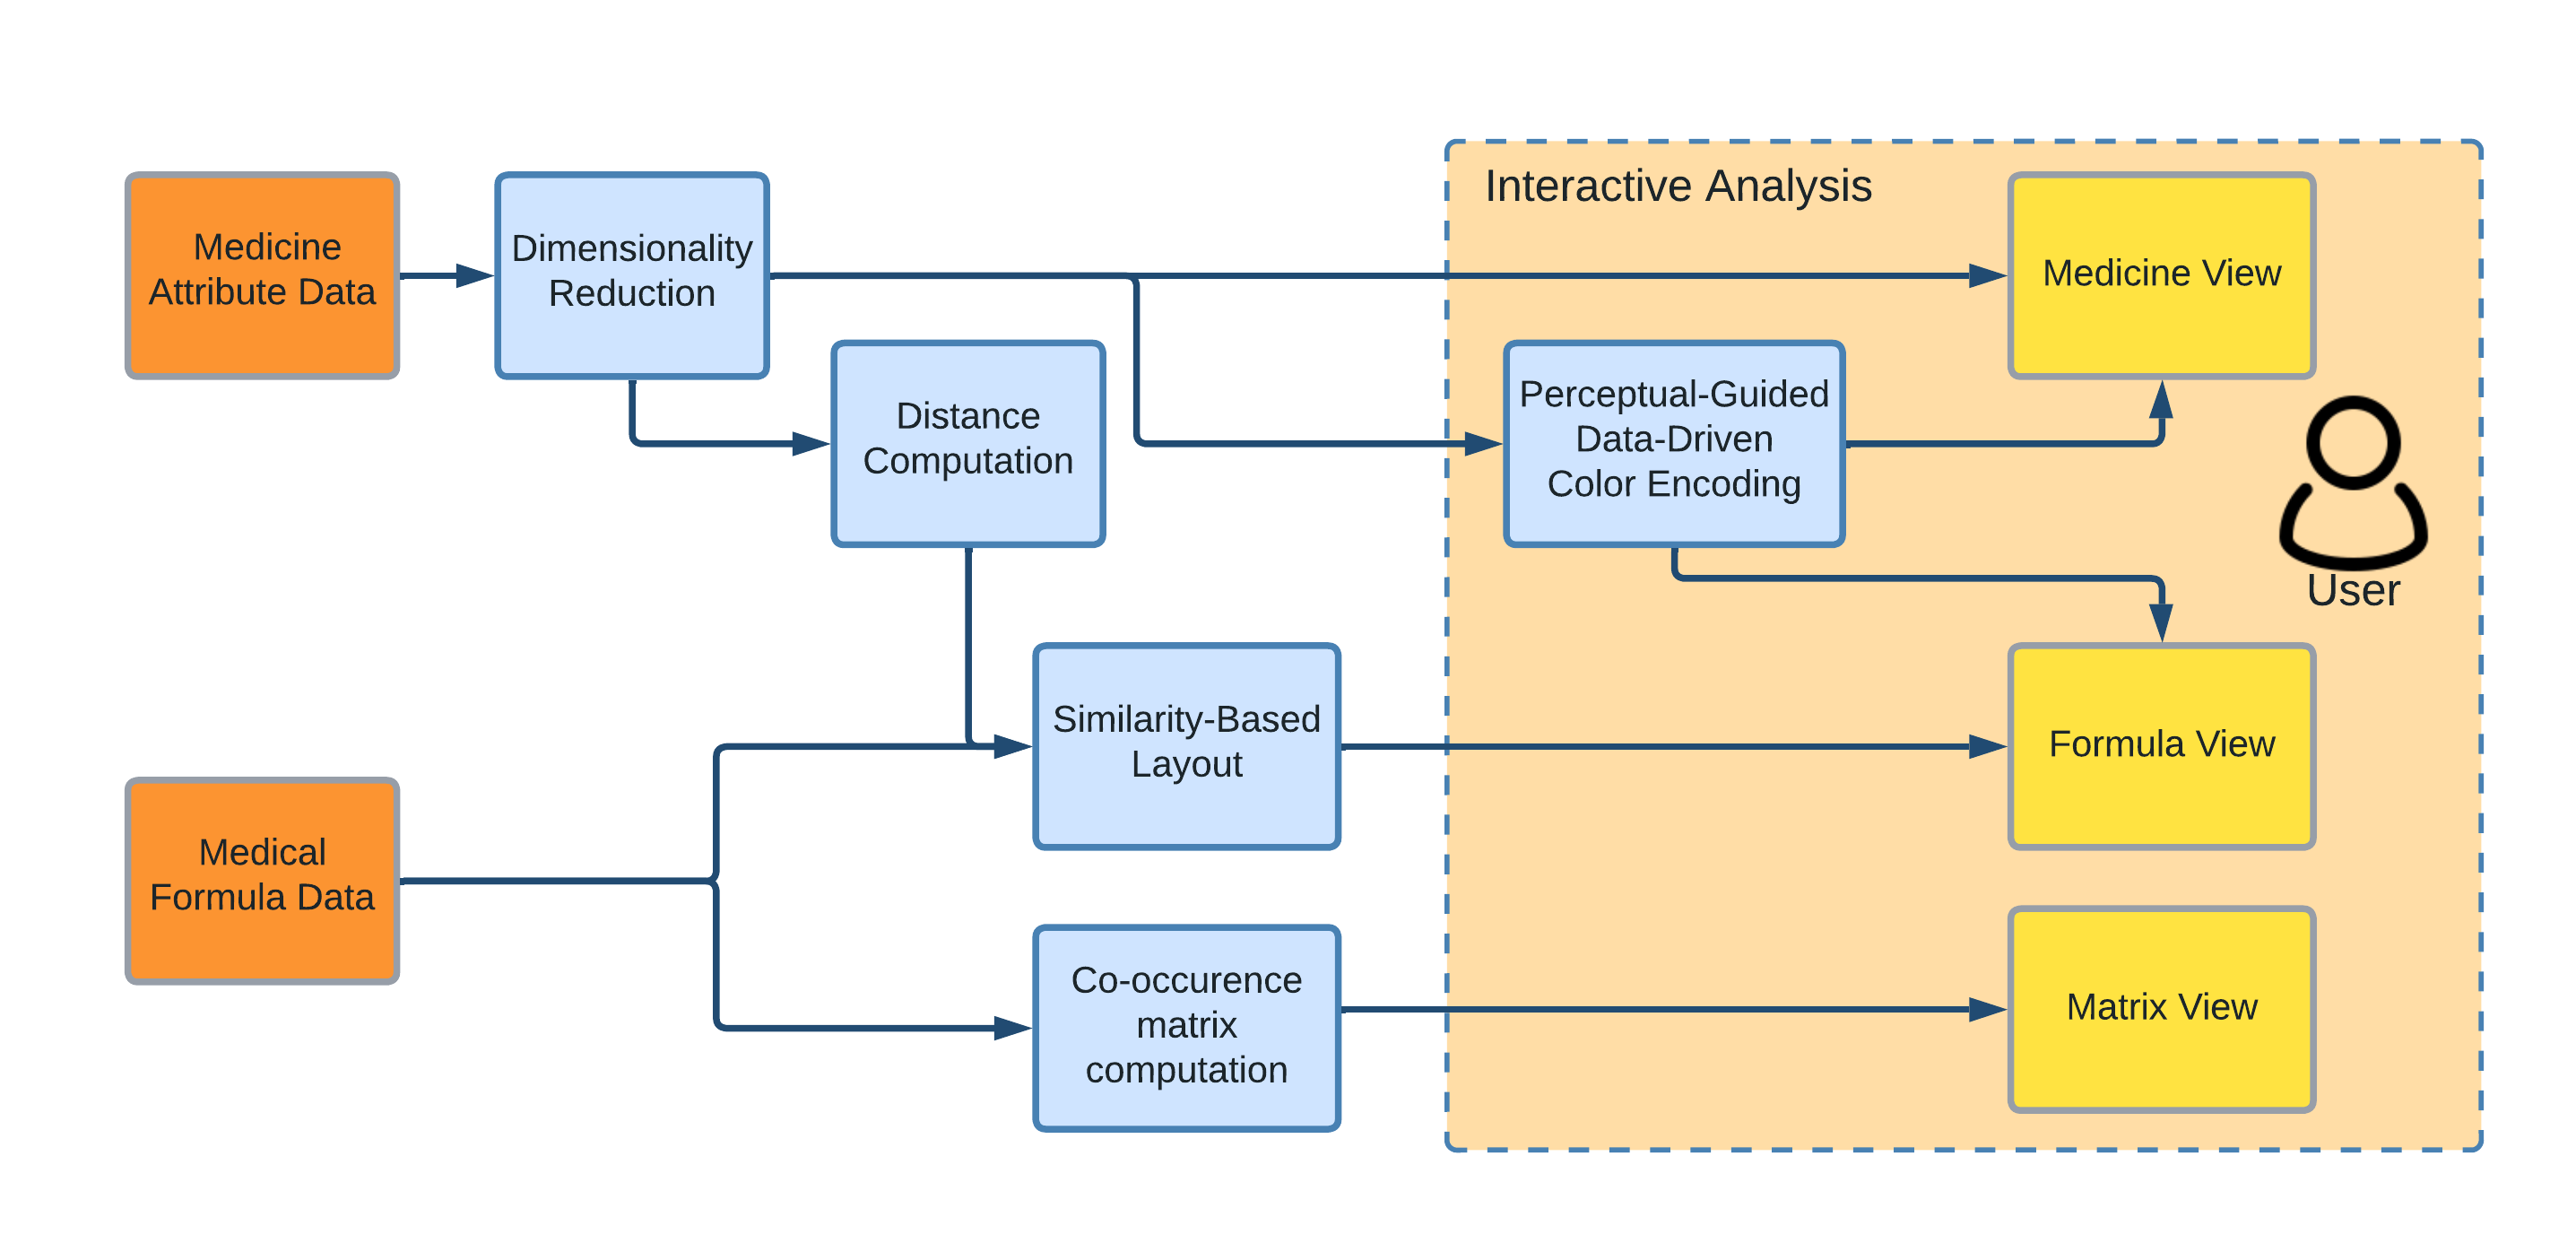 Interactive Analysis
Medicine
Attribute Data
Dimensionality
Reduction
Medicine View
Distance
Computation
Perceptual-Guided
Data-Driven
Color Encoding
User
Similarity-Based
Layout
Formula View
Medical
Formula Data
Co-occurence
matrix
computation
Matrix View